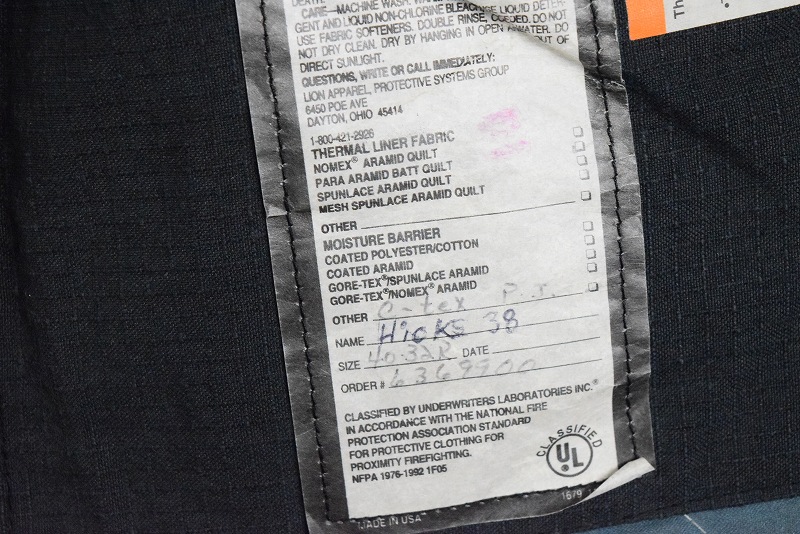 CARE—MACHINE WASH
GENT AND LIQUID NON-CHLORINE BLEACH. USE LIQUID DETER-
USE FABRIC SOFTENERS. DOUBLE RINSE, DO NOT
NOT DRY CLEAN. DRY BY HANGING IN OPEN OUT OF
DIRECT SUNLIGHT.
QUESTIONS, WRITE OR CALL IMMEDIATELY:
LION APPAREL, PROTECTIVE SYSTEMS GROUP
6450 POE AVE
DAYTON, OHIO 45414
1-800-421-2926
THERMAL LINER FABRIC
NOMEX® ARAMID QUILT
PARA ARAMID BATT QUILT
SPUNLACE ARAMID QUILT
MESH SPUNLACE ARAMID QUILT
OTHER
MOISTURE BARRIER
COATED POLYESTER/COTTON
COATED ARAMID
GORE-TEX®/SPUNLACE ARAMID
GORE-TEX®/NOMEX® ARAMID
OTHER C-tex P.J.
NAME Hicks 38
SIZE 40-32R DATE
ORDER # 6369900
CLASSIFIED BY UNDERWRITERS LABORATORIES INC.®
IN ACCORDANCE WITH THE NATIONAL FIRE
PROTECTION ASSOCIATION STANDARD
FOR PROTECTIVE CLOTHING FOR
PROXIMITY FIREFIGHTING.
NFPA 1976-1992 1F05
CLASSIFIED
UL
1679
MADE IN USA